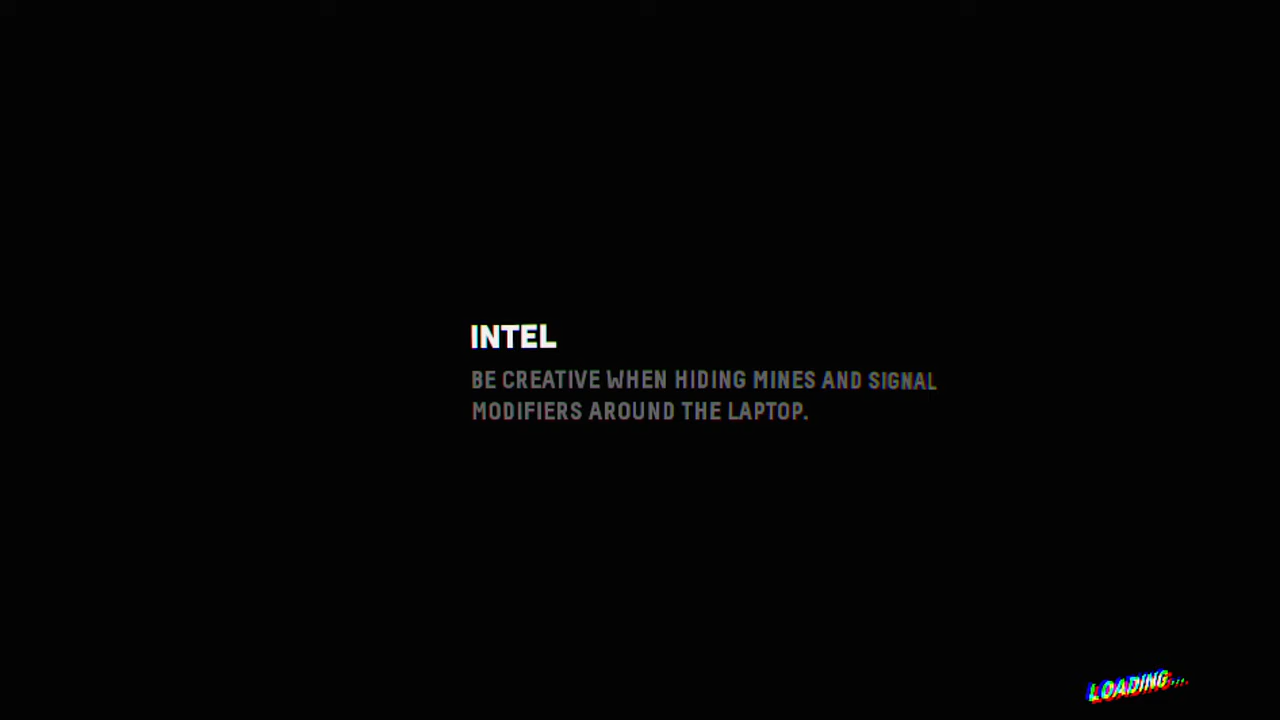 INTEL
BE CREATIVE WHEN HIDING MINES AND SIGNAL
MODIFIERS AROUND THE LAPTOP.
LOADING...